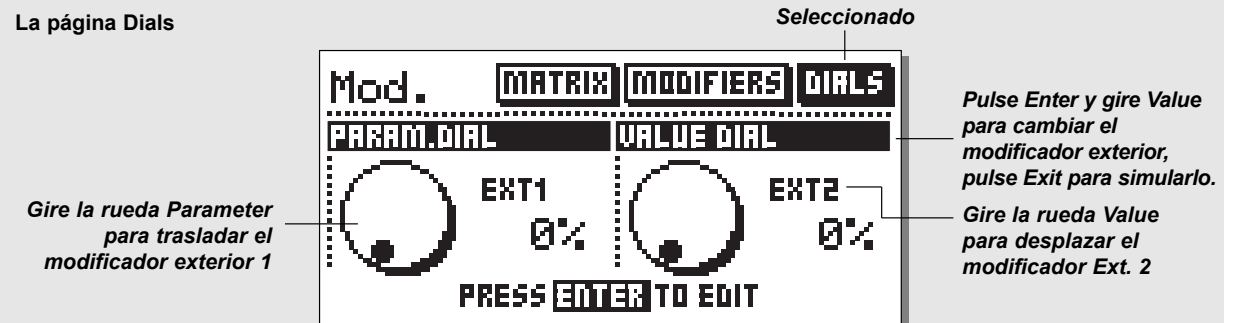 La página Dials
Seleccionado
Mod.
MATRIX
MODIFIERS
DIALS
PARAM.DIAL
VALUE DIAL
EXT1
0%
EXT2
0%
PRESS ENTER TO EDIT
Gire la rueda Parameter
para trasladar el
modificador exterior 1
Pulse Enter y gire Value
para cambiar el
modificador exterior,
pulse Exit para simularlo.
Gire la rueda Value
para desplazar el
modificador Ext. 2